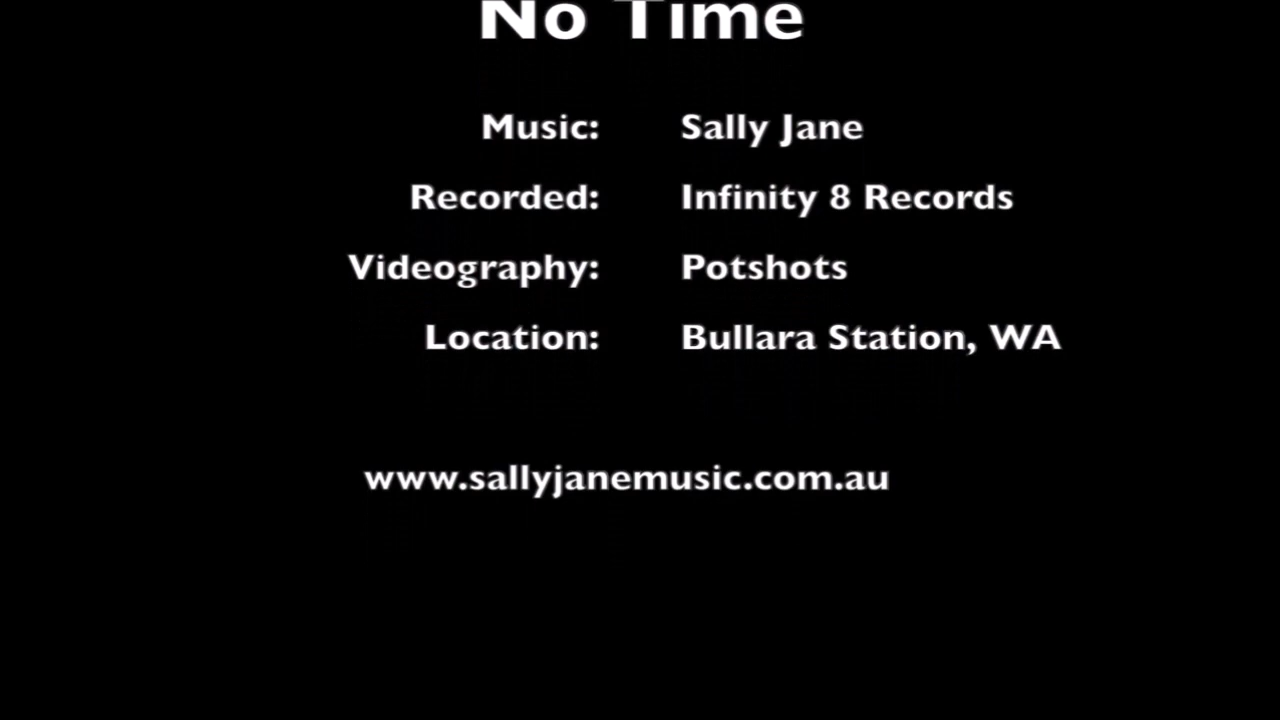 No Time
Music: Sally Jane
Recorded: Infinity 8 Records
Videography: Potshots
Location: Bullara Station, WA
www.sallyjanemusic.com.au